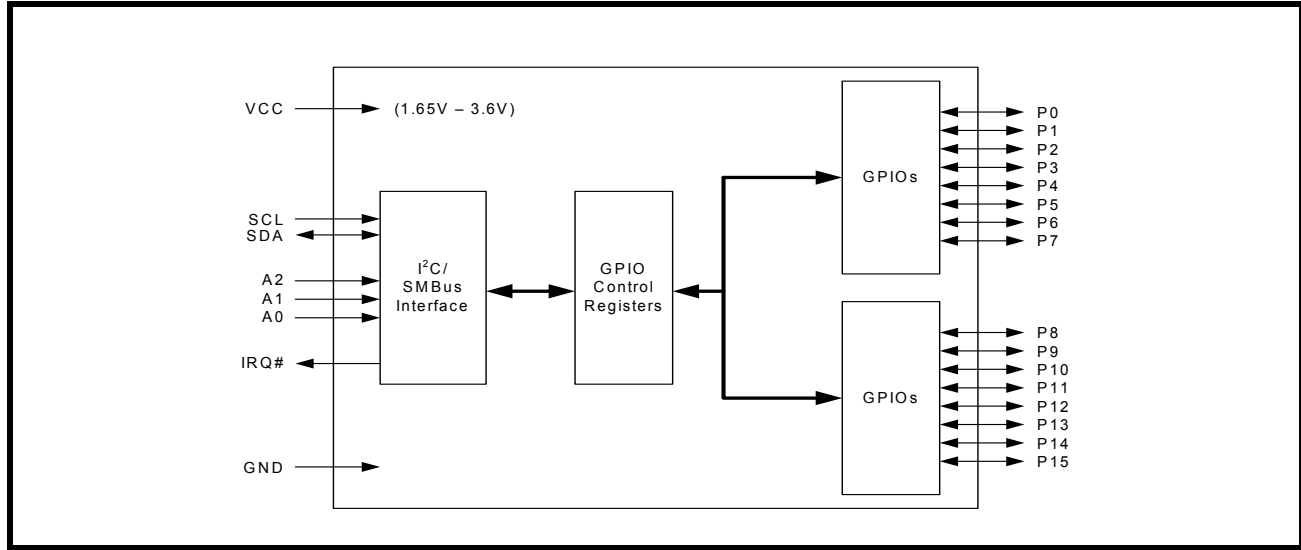 VCC
(1.65V – 3.6V)
SCL
SDA
A2
A1
A0
IRQ#
GND
I²C/
SMBus
Interface
GPIO
Control
Registers
GPIOs
P0
P1
P2
P3
P4
P5
P6
P7
GPIOs
P8
P9
P10
P11
P12
P13
P14
P15